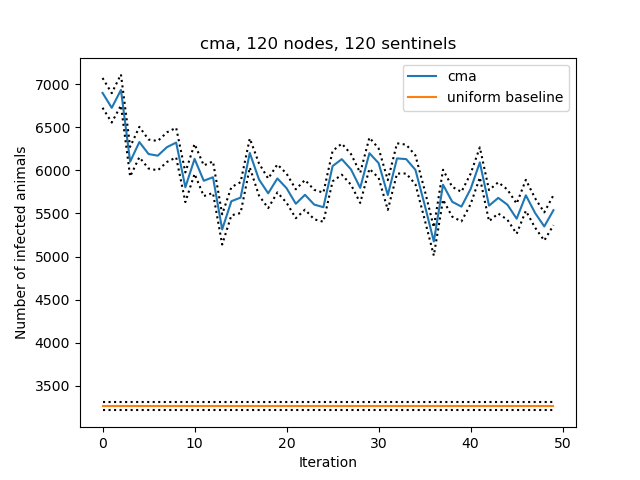 cma, 120 nodes, 120 sentinels
cma
uniform baseline
Number of infected animals
7000
6500
6000
5500
5000
4500
4000
3500
0 10 20 30 40 50
Iteration